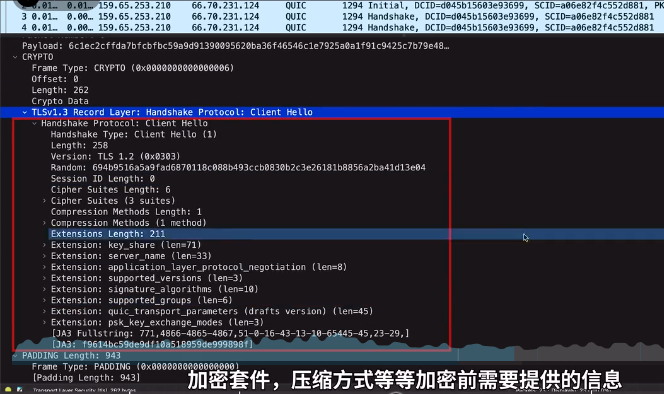 0.01… 0.01… 159.65.253.210 66.70.231.124 QUIC 1294 Initial, DCID=d045b15603e93699, SCID=a06e82f4c552d881, PK
3 0.01… 0.0… 159.65.253.210 66.70.231.124 QUIC 1294 Handshake, DCID=d045b15603e93699, SCID=a06e82f4c552d881
4 0.01… 0.0… 159.65.253.210 66.70.231.124 QUIC 1294 Handshake, DCID=d045b15603e93699, SCID=a06e82f4c552d881
Payload: 6c1ec2cffda7bfcbfbc59a9d91390095620ba36f46546c1e7925a0a1f91c9425c7b79e48…
CRYPTO
Frame Type: CRYPTO (0x0000000000000006)
Offset: 0
Length: 262
Crypto Data
TLSv1.3 Record Layer: Handshake Protocol: Client Hello
Handshake Protocol: Client Hello
Handshake Type: Client Hello (1)
Length: 258
Version: TLS 1.2 (0x0303)
Random: 694b9516a5a9fad6870118c088b493ccb0830b2c3e26181b8856a2ba41d13e04
Session ID Length: 0
Cipher Suites Length: 6
Cipher Suites (3 suites)
Compression Methods Length: 1
Compression Methods (1 method)
Extensions Length: 211
Extension: key_share (len=71)
Extension: server_name (len=33)
Extension: application_layer_protocol_negotiation (len=8)
Extension: supported_versions (len=3)
Extension: signature_algorithms (len=10)
Extension: supported_groups (len=6)
Extension: quic_transport_parameters (drafts version) (len=45)
Extension: psk_key_exchange_modes (len=3)
[JA3 Fullstring: 771,4866-4865-4867,51-0-16-43-13-10-65445-45,23-29,]
[JA3: f9614bc59de9df10a518959de999898f]
PADDING Length: 943
Frame Type: PADDING (0x0000000000000000)
[Padding Length: 943]
加密套件，压缩方式等等加密前需要提供的信息